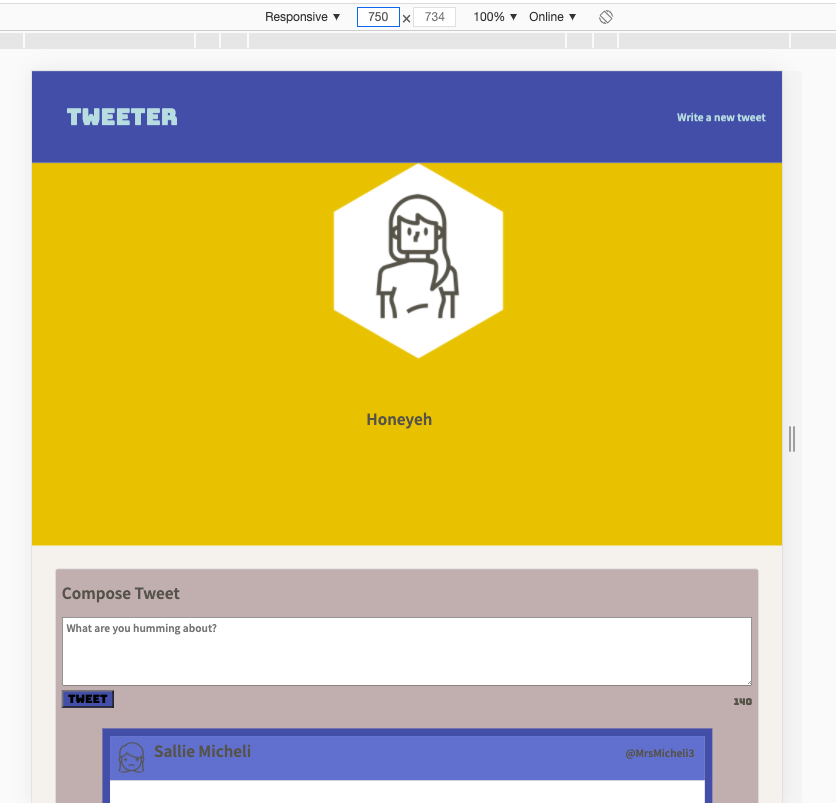 Responsive ▼ 750 × 734 100% ▼ Online ▼
TWEETER
Write a new tweet
Honeyeh
Compose Tweet
What are you humming about?
TWEET
140
Sallie Micheli
@MrsMicheli3